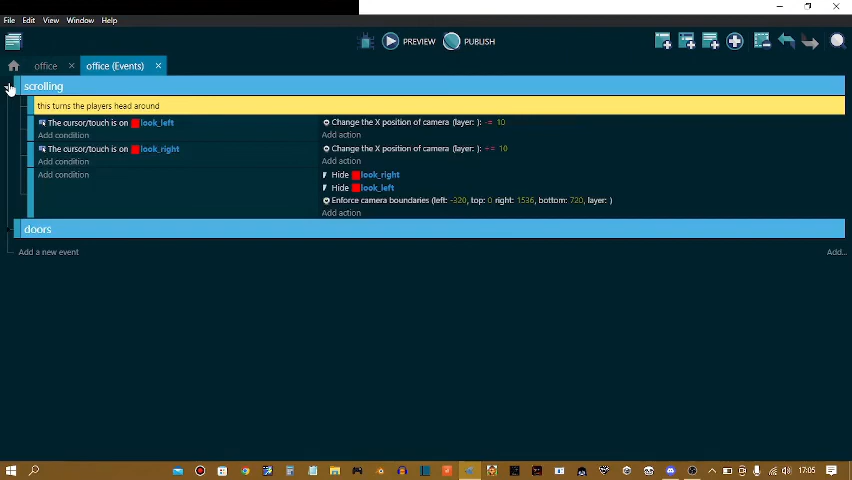 File Edit View Window Help
PREVIEW PUBLISH
office × office (Events) ×
scrolling
this turns the players head around
The cursor/touch is on look_left Change the X position of camera (layer: ): -= 10
Add condition Add action
The cursor/touch is on look_right Change the X position of camera (layer: ): += 10
Add condition Add action
Add condition Hide look_right
Hide look_left
Enforce camera boundaries (left: -320, top: 0 right: 1536, bottom: 720, layer: )
Add action
doors
Add a new event Add...
17:05